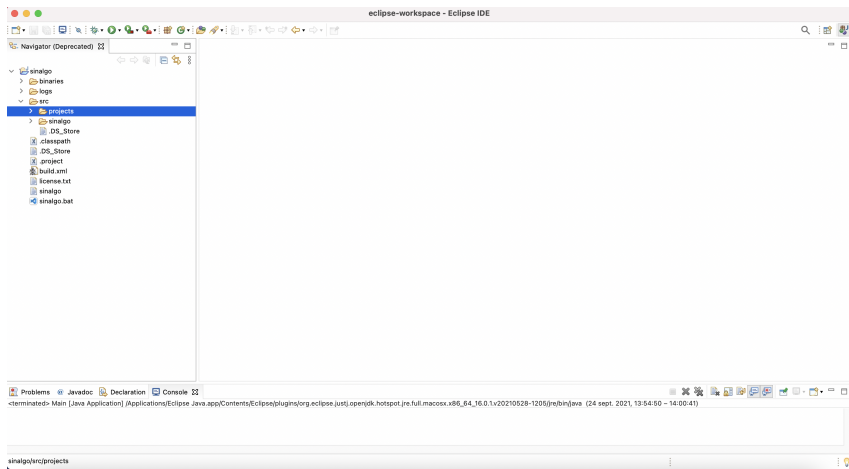 eclipse-workspace - Eclipse IDE
Navigator (Deprecated)
sinalgo
binaries
logs
src
projects
sinalgo
.DS_Store
.classpath
.DS_Store
.project
build.xml
license.txt
sinalgo
sinalgo.bat
Problems Javadoc Declaration Console
<terminated> Main [Java Application] /Applications/Eclipse Java.app/Contents/Eclipse/plugins/org.eclipse.justj.openjdk.hotspot.jre.full.macosx.x86_64_16.0.1.v20210528-1205/jre/bin/java (24 sept. 2021, 13:54:50 – 14:00:41)
sinalgo/src/projects